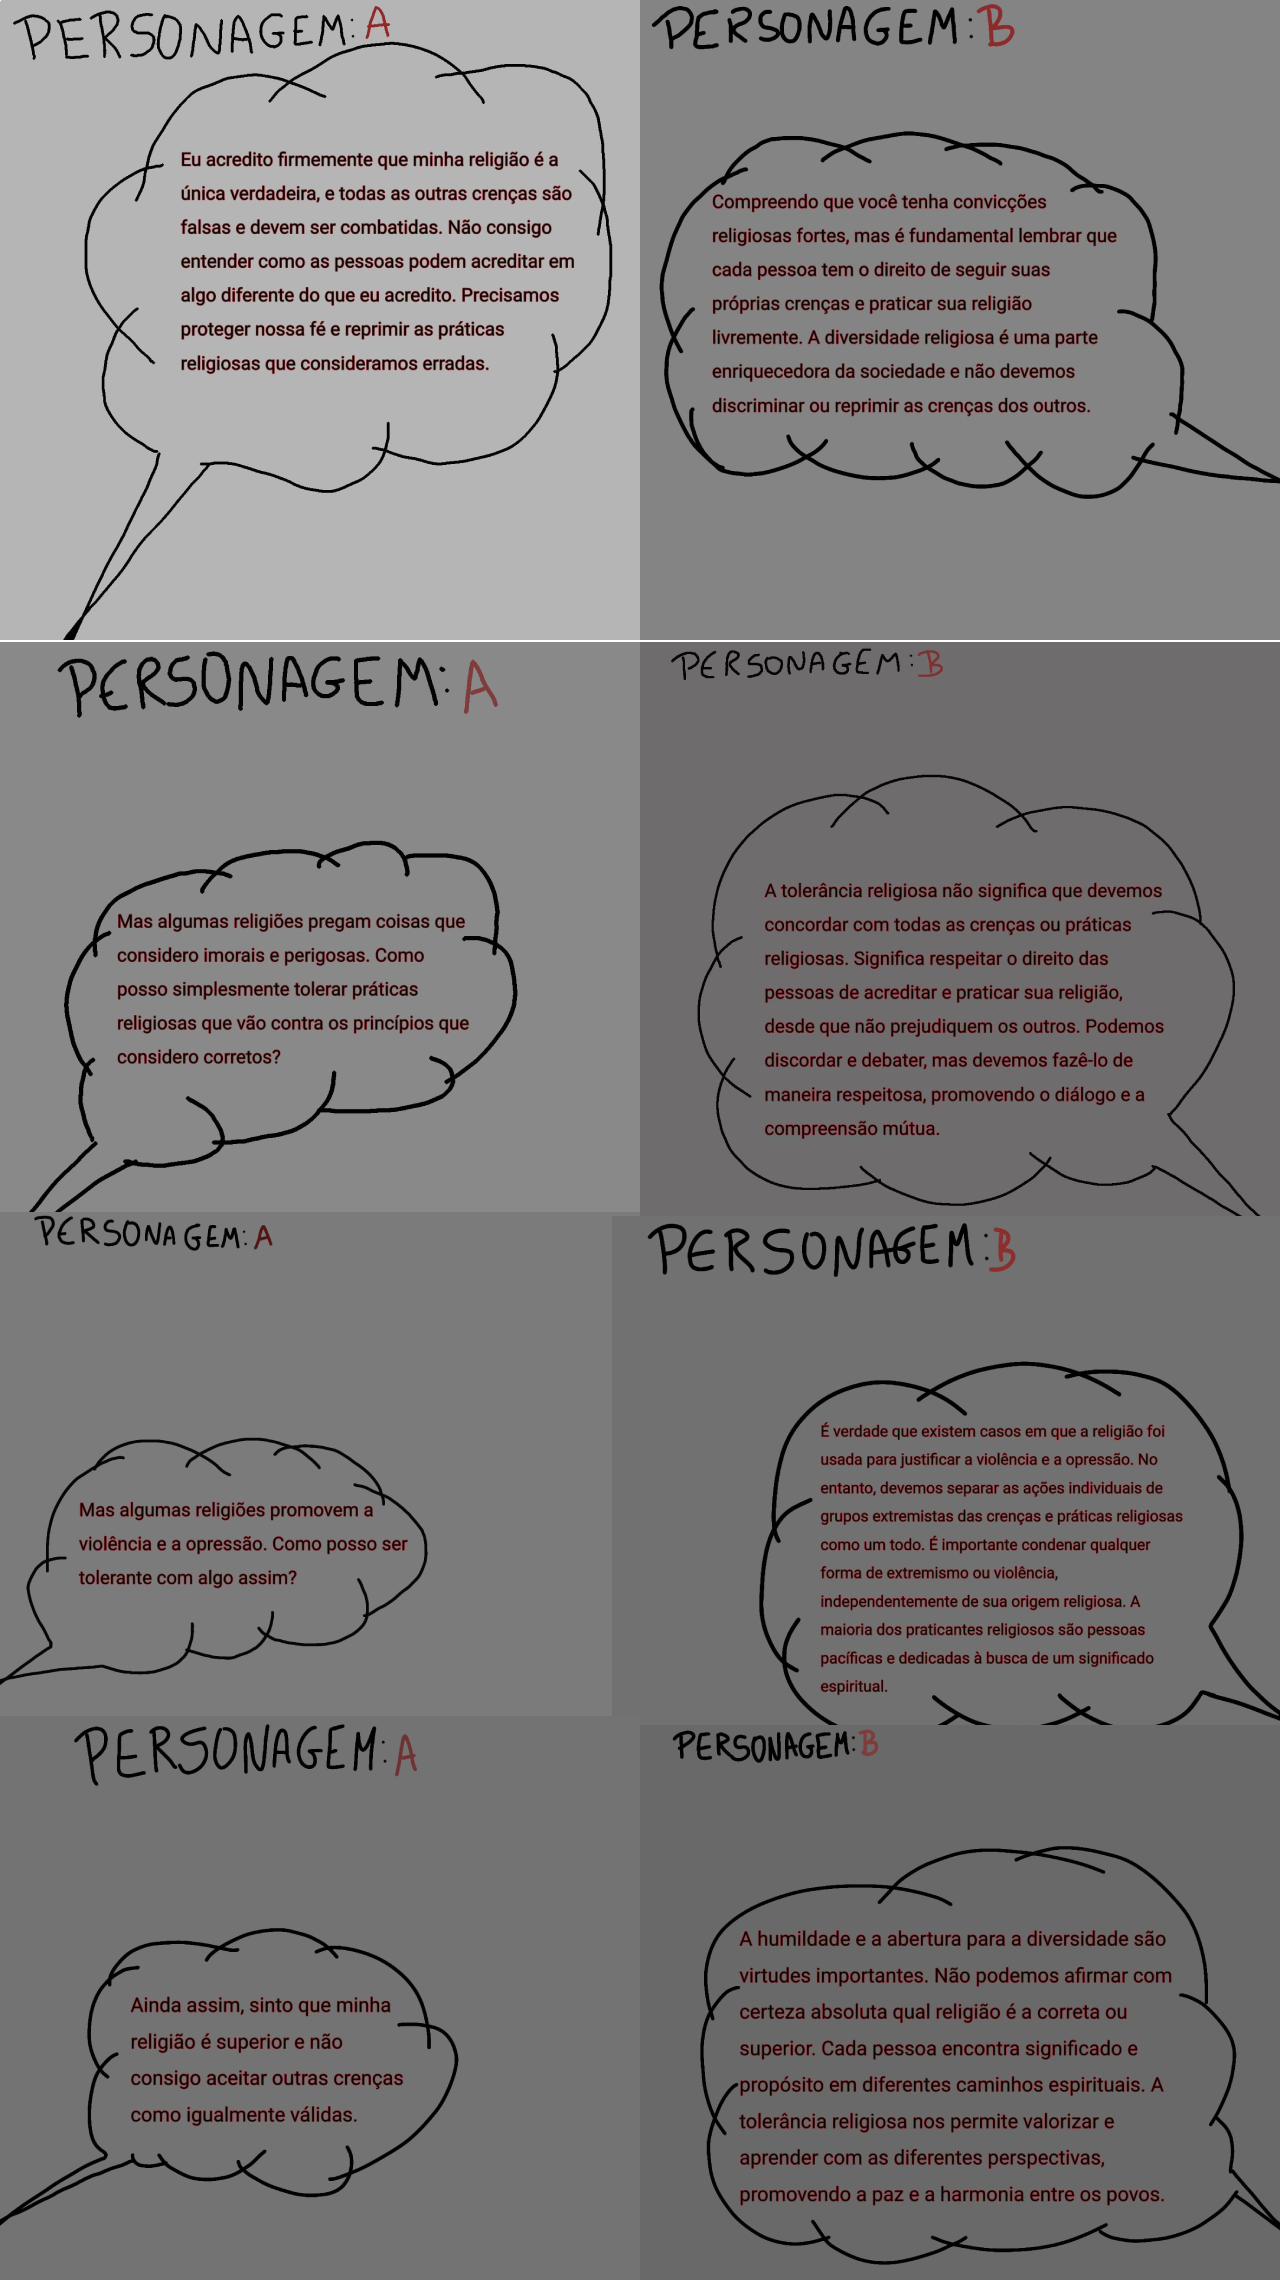 PERSONAGEM: A
Eu acredito firmemente que minha religião é a
única verdadeira, e todas as outras crenças são
falsas e devem ser combatidas. Não consigo
entender como as pessoas podem acreditar em
algo diferente do que eu acredito. Precisamos
proteger nossa fé e reprimir as práticas
religiosas que consideramos erradas.
PERSONAGEM: B
Compreendo que você tenha convicções
religiosas fortes, mas é fundamental lembrar que
cada pessoa tem o direito de seguir suas
próprias crenças e praticar sua religião
livremente. A diversidade religiosa é uma parte
enriquecedora da sociedade e não devemos
discriminar ou reprimir as crenças dos outros.
PERSONAGEM: A
Mas algumas religiões pregam coisas que
considero imorais e perigosas. Como
posso simplesmente tolerar práticas
religiosas que vão contra os princípios que
considero corretos?
PERSONAGEM: B
A tolerância religiosa não significa que devemos
concordar com todas as crenças ou práticas
religiosas. Significa respeitar o direito das
pessoas de acreditar e praticar sua religião,
desde que não prejudiquem os outros. Podemos
discordar e debater, mas devemos fazê-lo de
maneira respeitosa, promovendo o diálogo e a
compreensão mútua.
PERSONAGEM: A
Mas algumas religiões promovem a
violência e a opressão. Como posso ser
tolerante com algo assim?
PERSONAGEM: B
É verdade que existem casos em que a religião foi
usada para justificar a violência e a opressão. No
entanto, devemos separar as ações individuais de
grupos extremistas das crenças e práticas religiosas
como um todo. É importante condenar qualquer
forma de extremismo ou violência,
independentemente de sua origem religiosa. A
maioria dos praticantes religiosos são pessoas
pacíficas e dedicadas à busca de um significado
espiritual.
PERSONAGEM: A
Ainda assim, sinto que minha
religião é superior e não
consigo aceitar outras crenças
como igualmente válidas.
PERSONAGEM: B
A humildade e a abertura para a diversidade são
virtudes importantes. Não podemos afirmar com
certeza absoluta qual religião é a correta ou
superior. Cada pessoa encontra significado e
propósito em diferentes caminhos espirituais. A
tolerância religiosa nos permite valorizar e
aprender com as diferentes perspectivas,
promovendo a paz e a harmonia entre os povos.